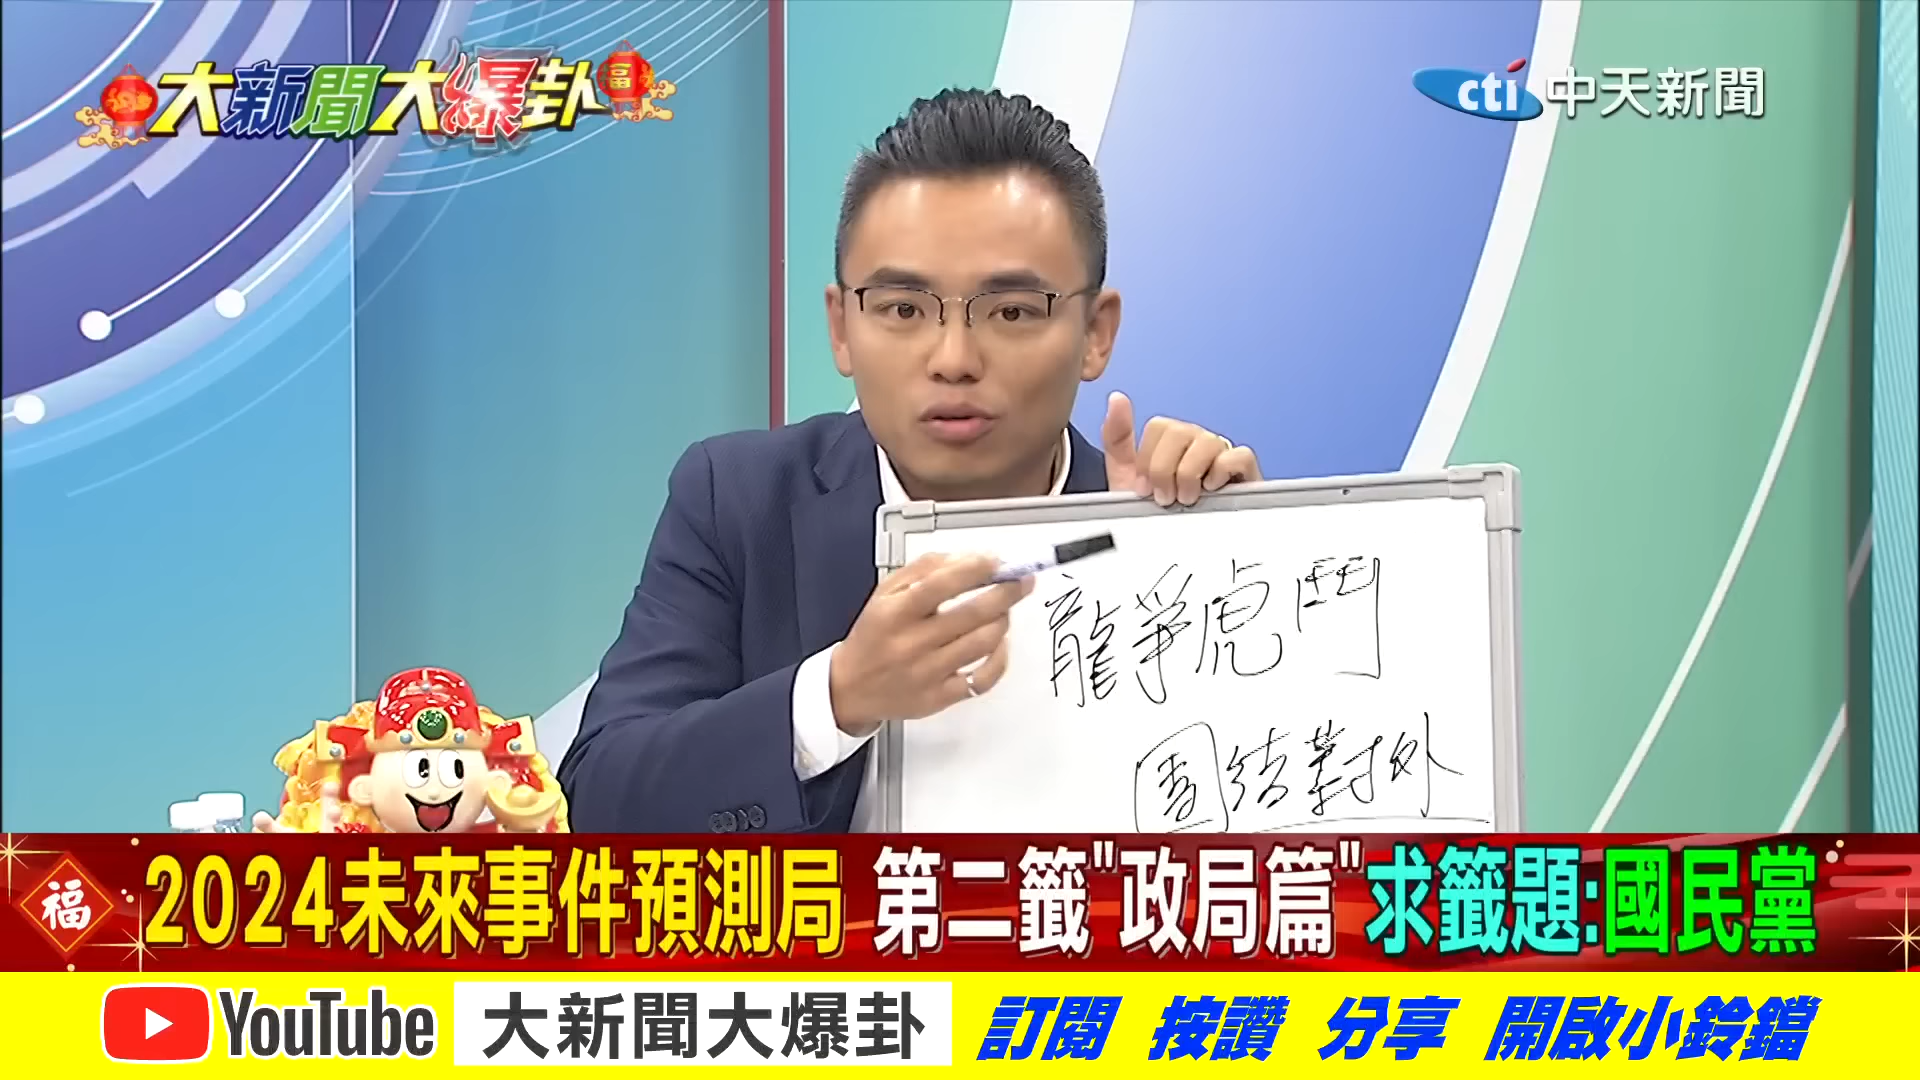 大新聞大爆卦
福
cti 中天新聞
龍爭虎鬥
團結對外
福
2024未來事件預測局 第二籤"政局篇"求籤題:國民黨
YouTube 大新聞大爆卦 訂閱 按讚 分享 開啟小鈴鐺